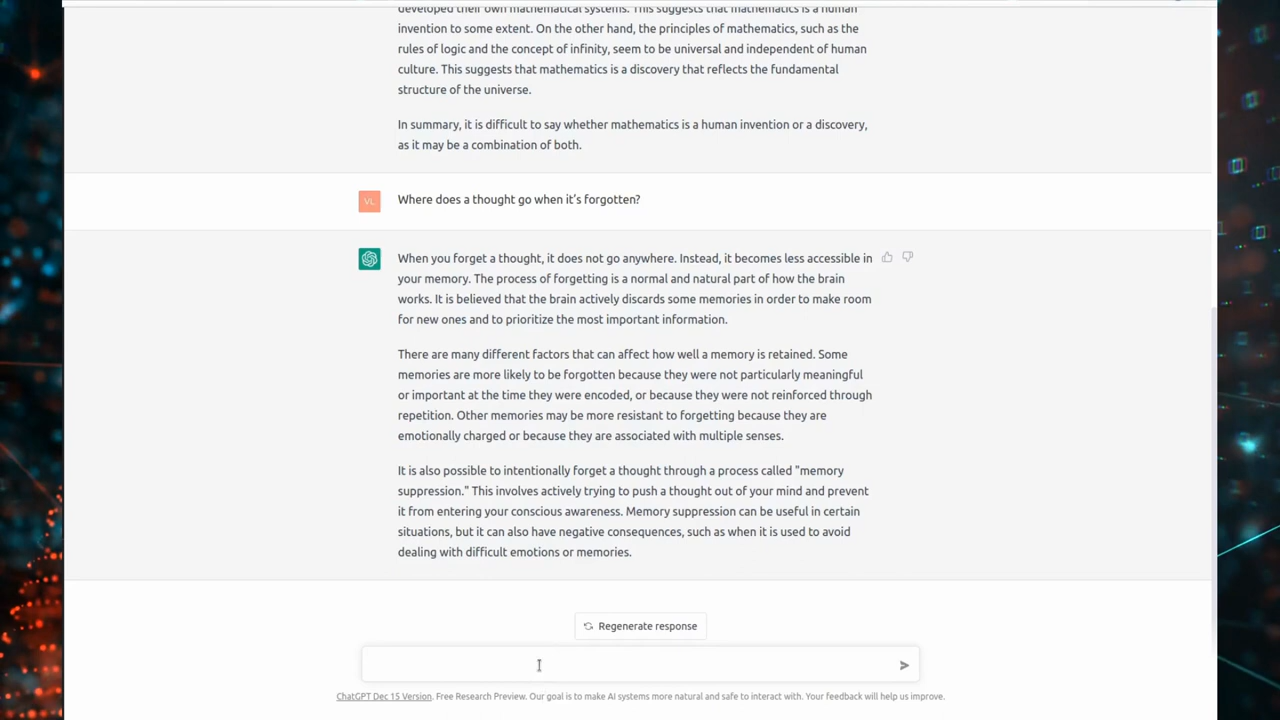 developed their own mathematical systems. This suggests that mathematics is a human
invention to some extent. On the other hand, the principles of mathematics, such as the
rules of logic and the concept of infinity, seem to be universal and independent of human
culture. This suggests that mathematics is a discovery that reflects the fundamental
structure of the universe.
In summary, it is difficult to say whether mathematics is a human invention or a discovery,
as it may be a combination of both.
VL
Where does a thought go when it's forgotten?
When you forget a thought, it does not go anywhere. Instead, it becomes less accessible in
your memory. The process of forgetting is a normal and natural part of how the brain
works. It is believed that the brain actively discards some memories in order to make room
for new ones and to prioritize the most important information.
There are many different factors that can affect how well a memory is retained. Some
memories are more likely to be forgotten because they were not particularly meaningful
or important at the time they were encoded, or because they were not reinforced through
repetition. Other memories may be more resistant to forgetting because they are
emotionally charged or because they are associated with multiple senses.
It is also possible to intentionally forget a thought through a process called "memory
suppression." This involves actively trying to push a thought out of your mind and prevent
it from entering your conscious awareness. Memory suppression can be useful in certain
situations, but it can also have negative consequences, such as when it is used to avoid
dealing with difficult emotions or memories.
Regenerate response
ChatGPT Dec 15 Version. Free Research Preview. Our goal is to make AI systems more natural and safe to interact with. Your feedback will help us improve.